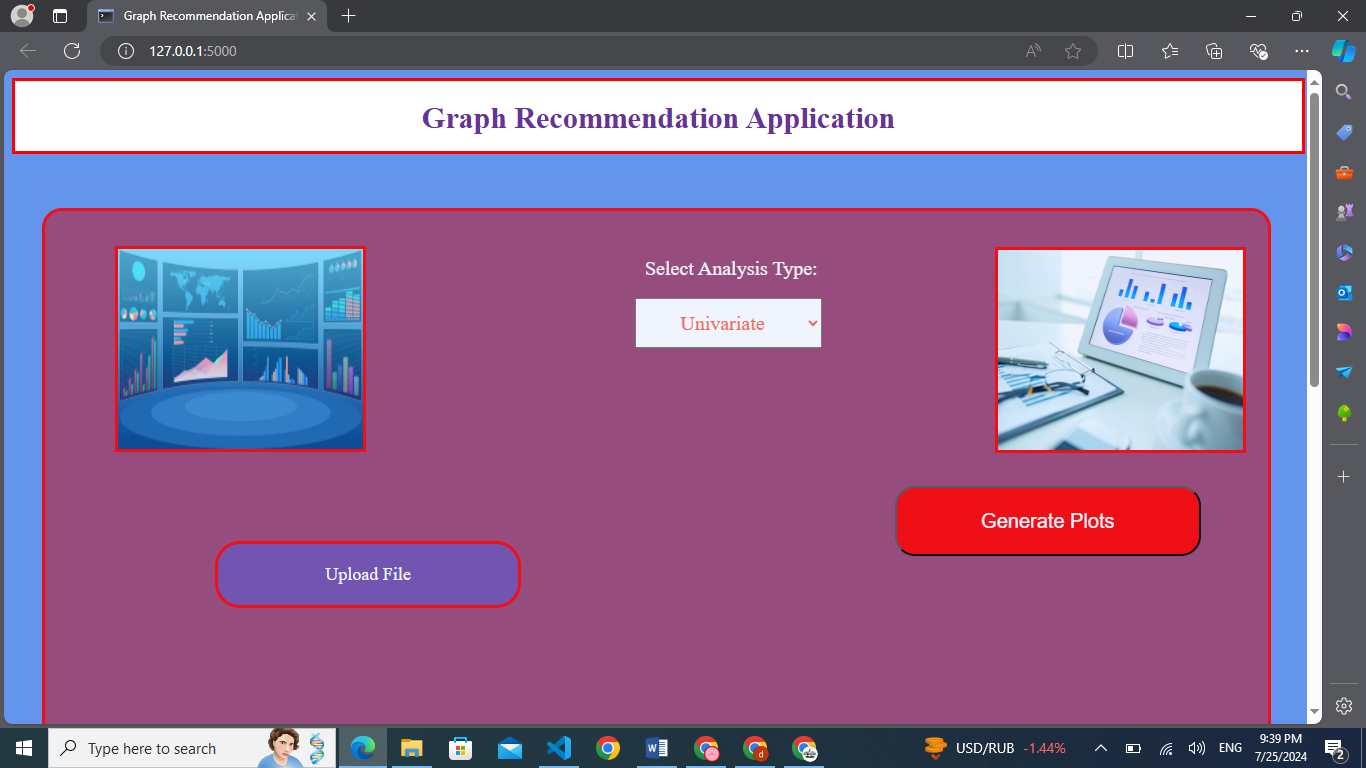 Graph Recommendation Applicat
127.0.0.1:5000
Graph Recommendation Application
Select Analysis Type:
Univariate
Generate Plots
Upload File
Type here to search
USD/RUB -1.44%
ENG
9:39 PM
7/25/2024
2